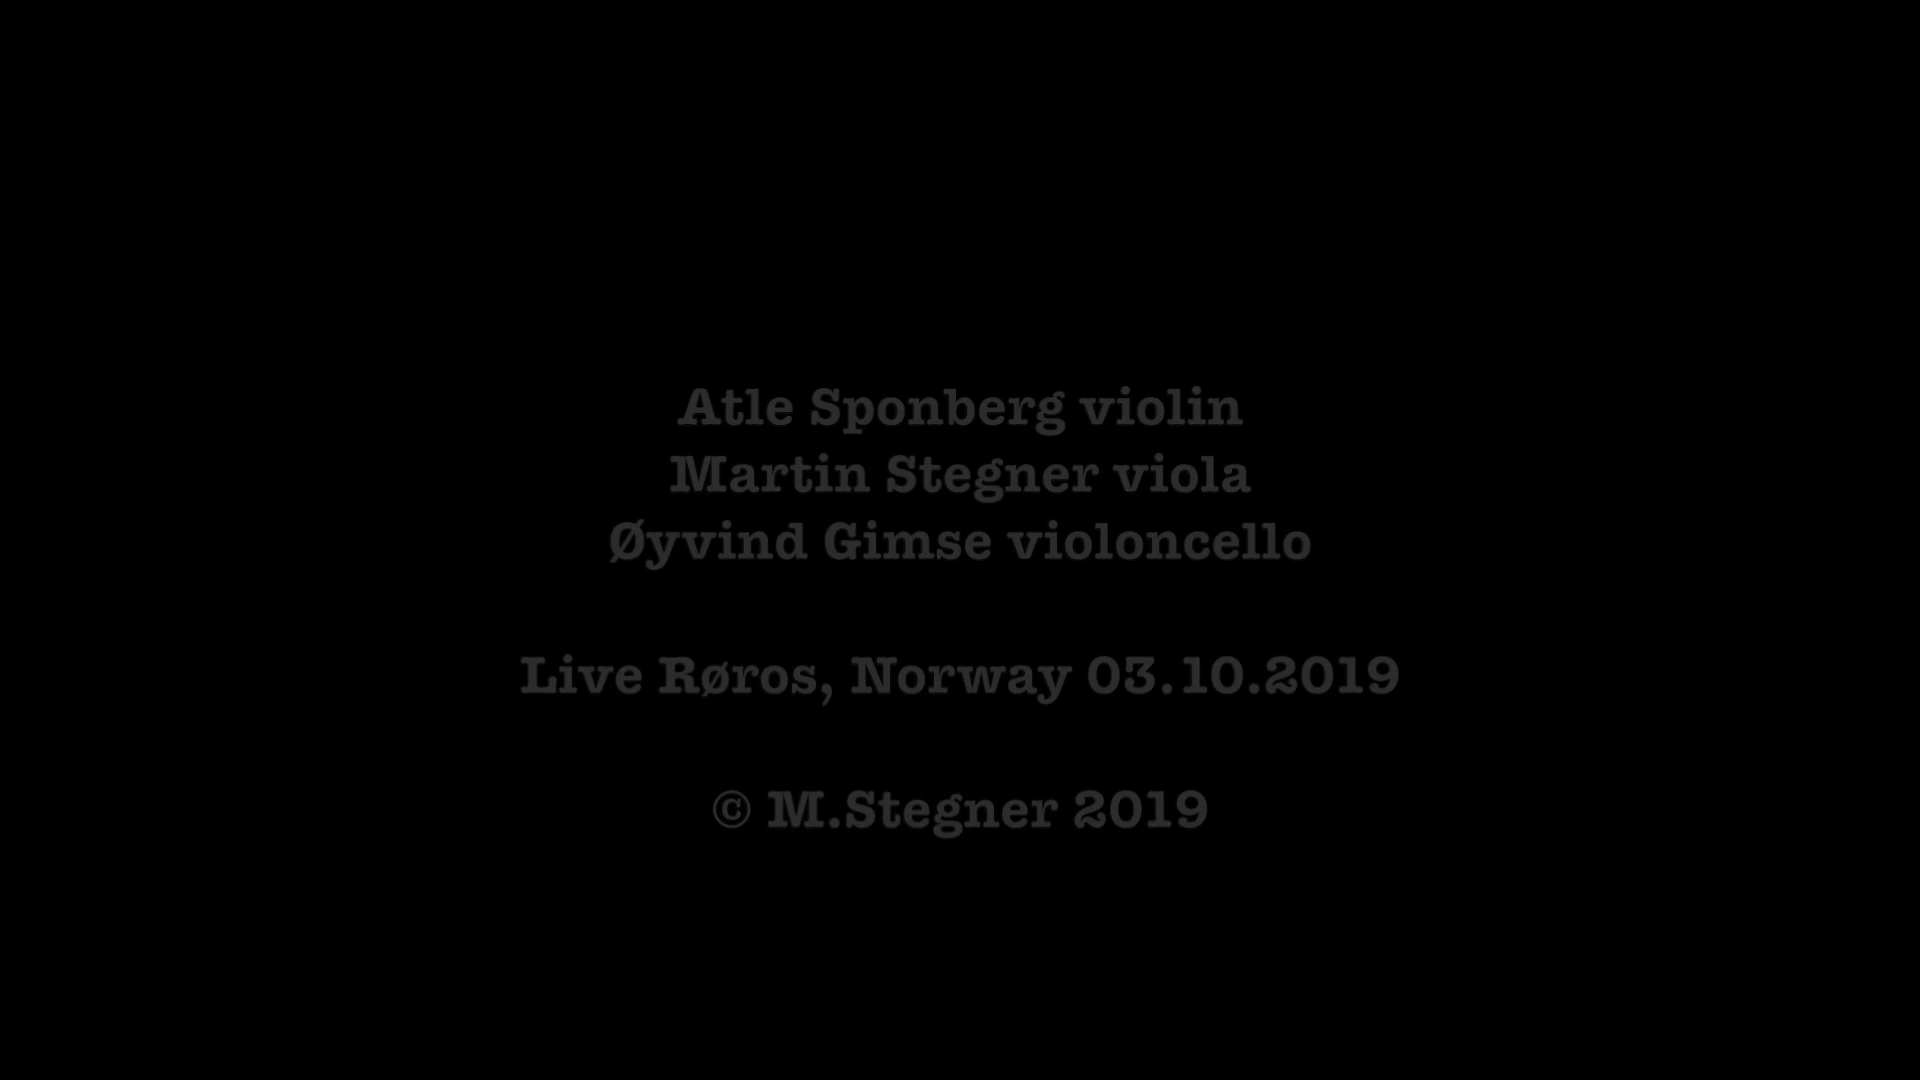 Atle Sponberg violin
Martin Stegner viola
Øyvind Gimse violoncello
Live Røros, Norway 03.10.2019
© M.Stegner 2019